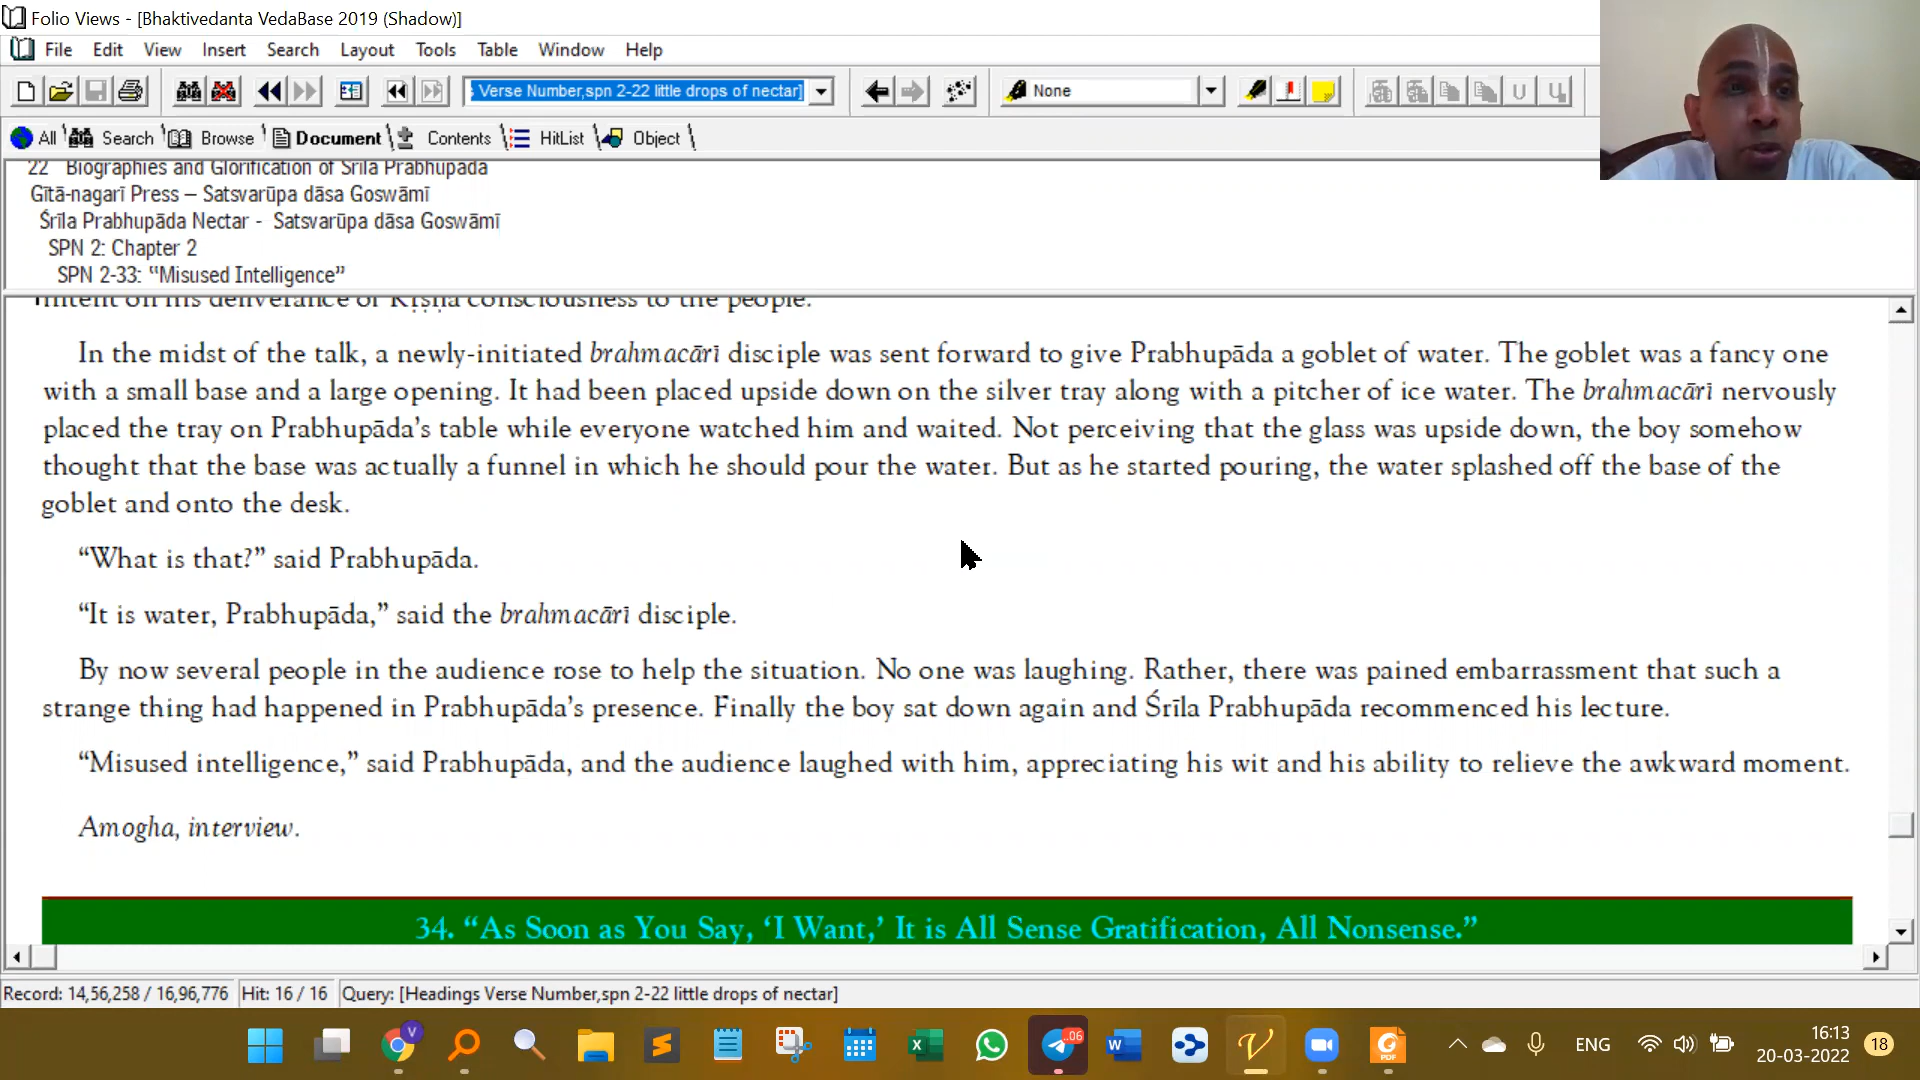 Folio Views - [Bhaktivedanta VedaBase 2019 (Shadow)]
File Edit View Insert Search Layout Tools Table Window Help
Verse Number,spn 2-22 little drops of nectar]
None
All Search Browse Document Contents HitList Object
22 Biographies and Glorification of Śrīla Prabhupāda
Gītā-nagarī Press – Satsvarūpa dāsa Goswāmī
Śrīla Prabhupāda Nectar - Satsvarūpa dāsa Goswāmī
SPN 2: Chapter 2
SPN 2-33: “Misused Intelligence”
intent on his deliverance of Kṛṣṇa consciousness to the people.
In the midst of the talk, a newly-initiated brahmacārī disciple was sent forward to give Prabhupāda a goblet of water. The goblet was a fancy one
with a small base and a large opening. It had been placed upside down on the silver tray along with a pitcher of ice water. The brahmacārī nervously
placed the tray on Prabhupāda’s table while everyone watched him and waited. Not perceiving that the glass was upside down, the boy somehow
thought that the base was actually a funnel in which he should pour the water. But as he started pouring, the water splashed off the base of the
goblet and onto the desk.
“What is that?” said Prabhupāda.
“It is water, Prabhupāda,” said the brahmacārī disciple.
By now several people in the audience rose to help the situation. No one was laughing. Rather, there was pained embarrassment that such a
strange thing had happened in Prabhupāda’s presence. Finally the boy sat down again and Śrīla Prabhupāda recommenced his lecture.
“Misused intelligence,” said Prabhupāda, and the audience laughed with him, appreciating his wit and his ability to relieve the awkward moment.
Amogha, interview.
34. “As Soon as You Say, ‘I Want,’ It is All Sense Gratification, All Nonsense.”
Record: 14,56,258 / 16,96,776 Hit: 16 / 16 Query: [Headings Verse Number,spn 2-22 little drops of nectar]
V
..06
PDF
ENG
16:13
20-03-2022
18